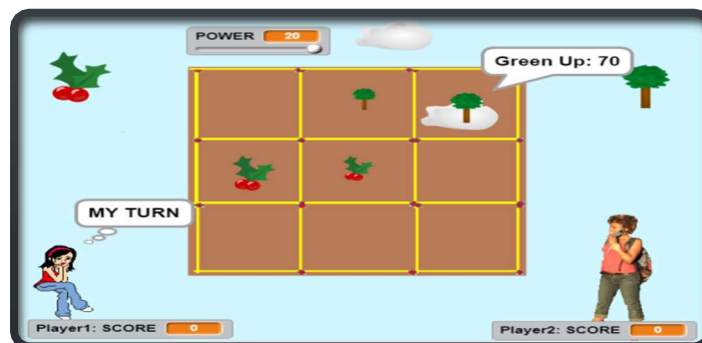 POWER 20
Green Up: 70
MY TURN
Player1: SCORE 0
Player2: SCORE 0